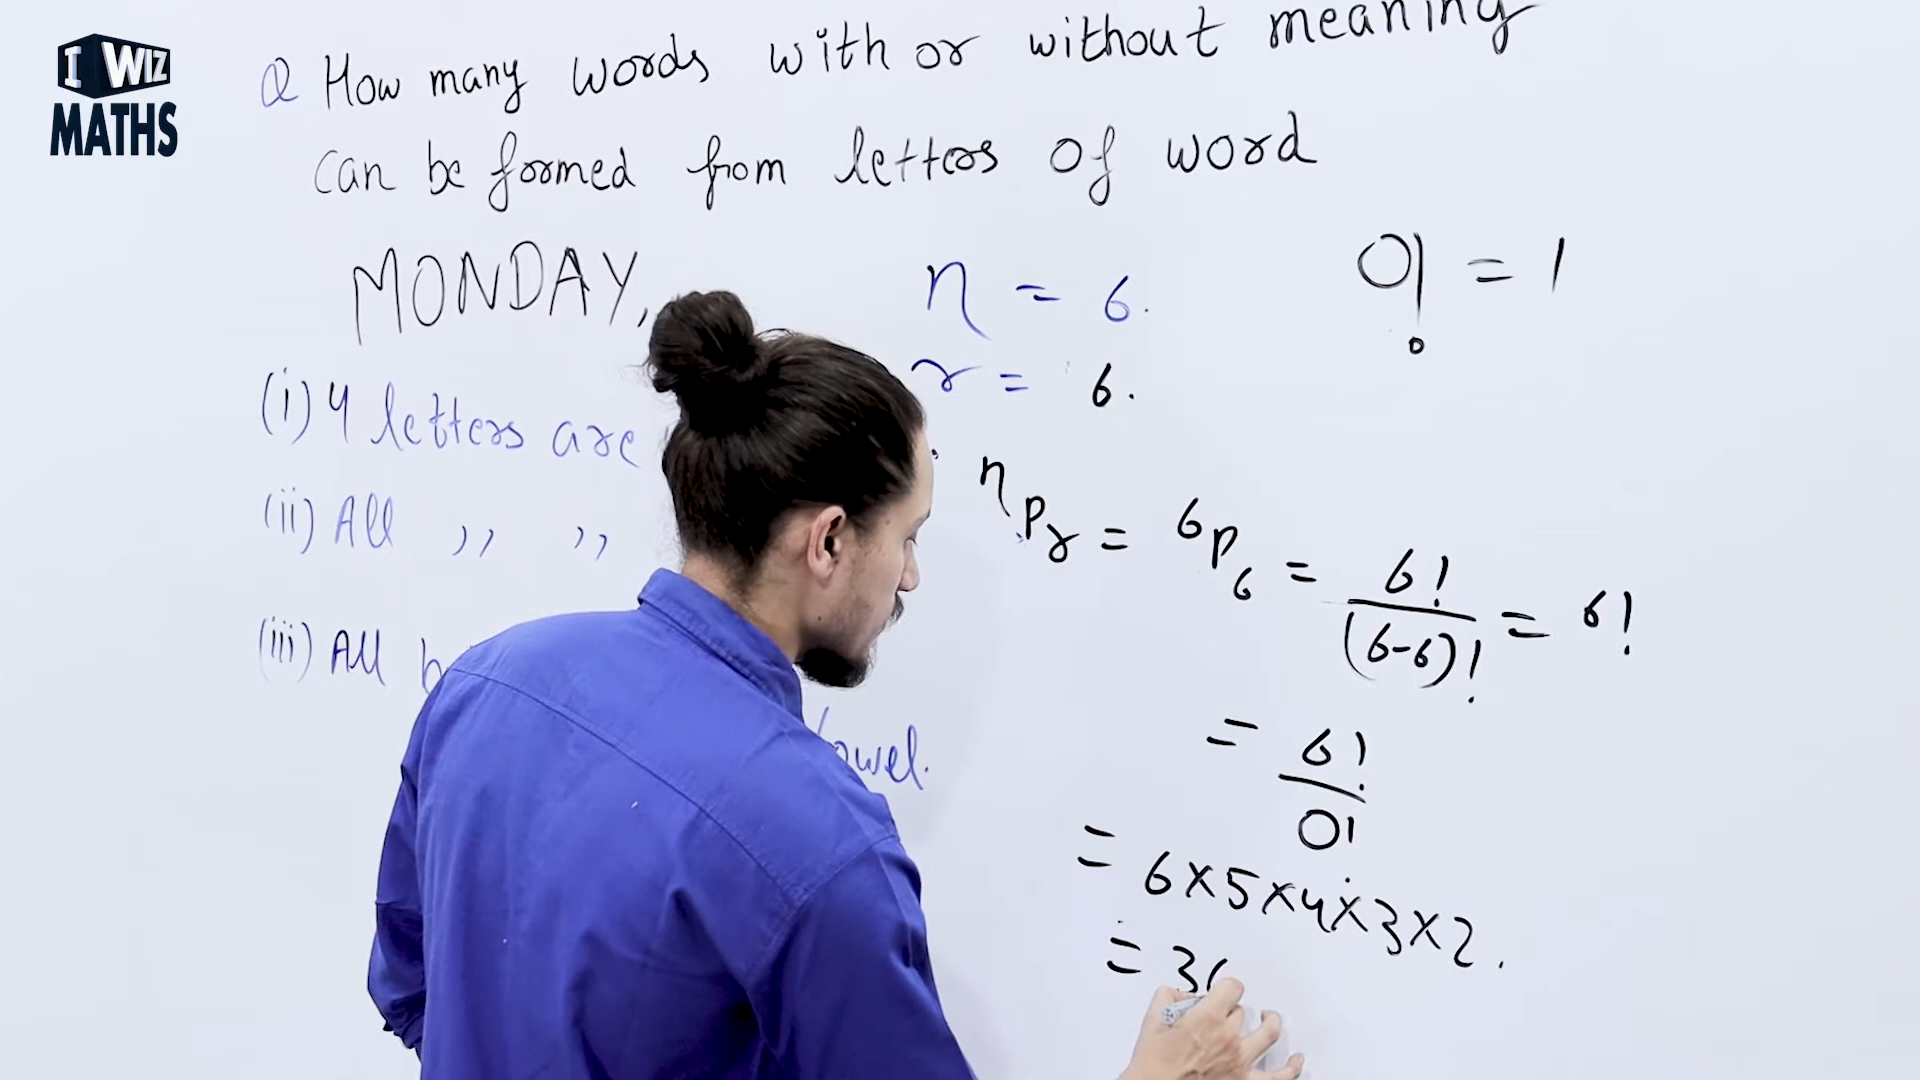 I WIZ
MATHS
Q How many words with or without meaning
can be formed from letters of word
MONDAY,
n = 6.
0! = 1
r = 6.
(i) 4 letters are
nPr = 6P6 = 6!/(6-6)! = 6!
(ii) All ,, ,,
(iii) All
= 6!/0!
= 6×5×4×3×2.
= 3